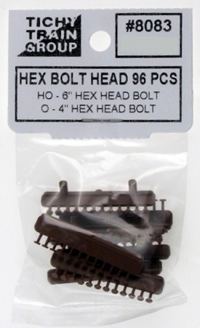 TICHY
TRAIN
GROUP
#8083
HEX BOLT HEAD 96 PCS
HO - 6" HEX HEAD BOLT
O - 4" HEX HEAD BOLT